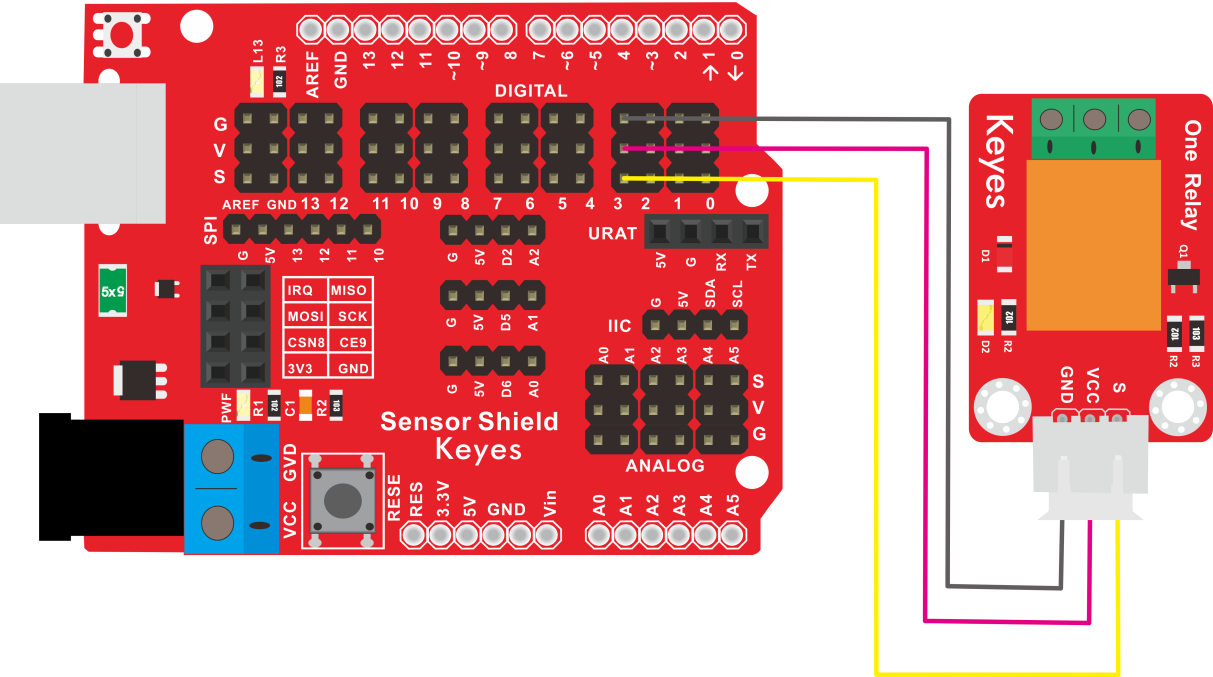 L13
R3
102
AREF
GND
13
12
11
~10
~9
8
7
~6
~5
4
~3
2
→1
←0
DIGITAL
G
V
S
AREF GND 13 12 11 10 9 8 7 6 5 4 3 2 1 0
SPI
G
5V
13
12
11
10
G
5V
D2
A2
URAT
5V
G
RX
TX
5x5
IRQ MISO
MOSI SCK
CSN8 CE9
3V3 GND
G
5V
D5
A1
G
5V
D6
A0
IIC
G
5V
SDA
SCL
A0
A1
A2
A3
A4
A5
S
V
G
ANALOG
PWF
R1
102
C1
R2
103
Sensor Shield
Keyes
GVD
VCC
RESE
RES
3.3V
5V
GND
Vin
A0
A1
A2
A3
A4
A5
Keyes
One Relay
D1
Q1
D2
102
R2
102
R2
103
R3
GND
VCC
S